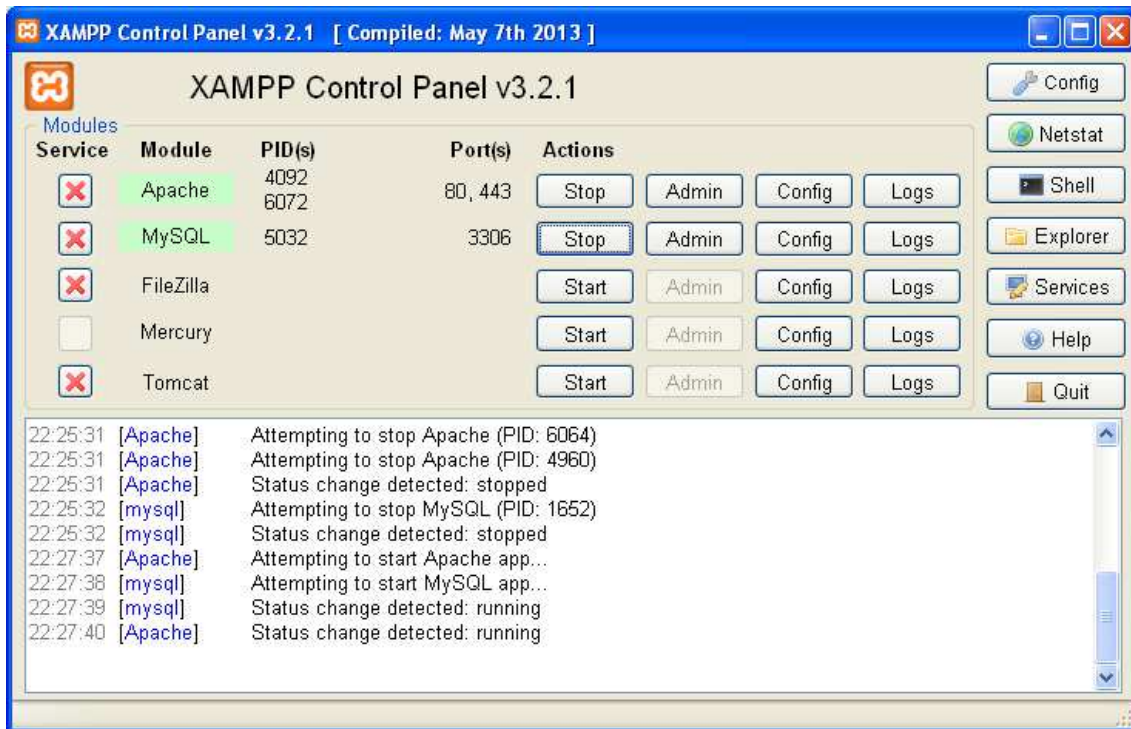 XAMPP Control Panel v3.2.1 [ Compiled: May 7th 2013 ]
XAMPP Control Panel v3.2.1
Config
Modules
Netstat
Service Module PID(s) Port(s) Actions
Apache 4092 80, 443 Stop Admin Config Logs
6072
Shell
MySQL 5032 3306 Stop Admin Config Logs
Explorer
FileZilla Start Admin Config Logs
Services
Mercury Start Admin Config Logs
Help
Tomcat Start Admin Config Logs
Quit
22:25:31 [Apache] Attempting to stop Apache (PID: 6064)
22:25:31 [Apache] Attempting to stop Apache (PID: 4960)
22:25:31 [Apache] Status change detected: stopped
22:25:32 [mysql] Attempting to stop MySQL (PID: 1652)
22:25:32 [mysql] Status change detected: stopped
22:27:37 [Apache] Attempting to start Apache app...
22:27:38 [mysql] Attempting to start MySQL app...
22:27:39 [mysql] Status change detected: running
22:27:40 [Apache] Status change detected: running